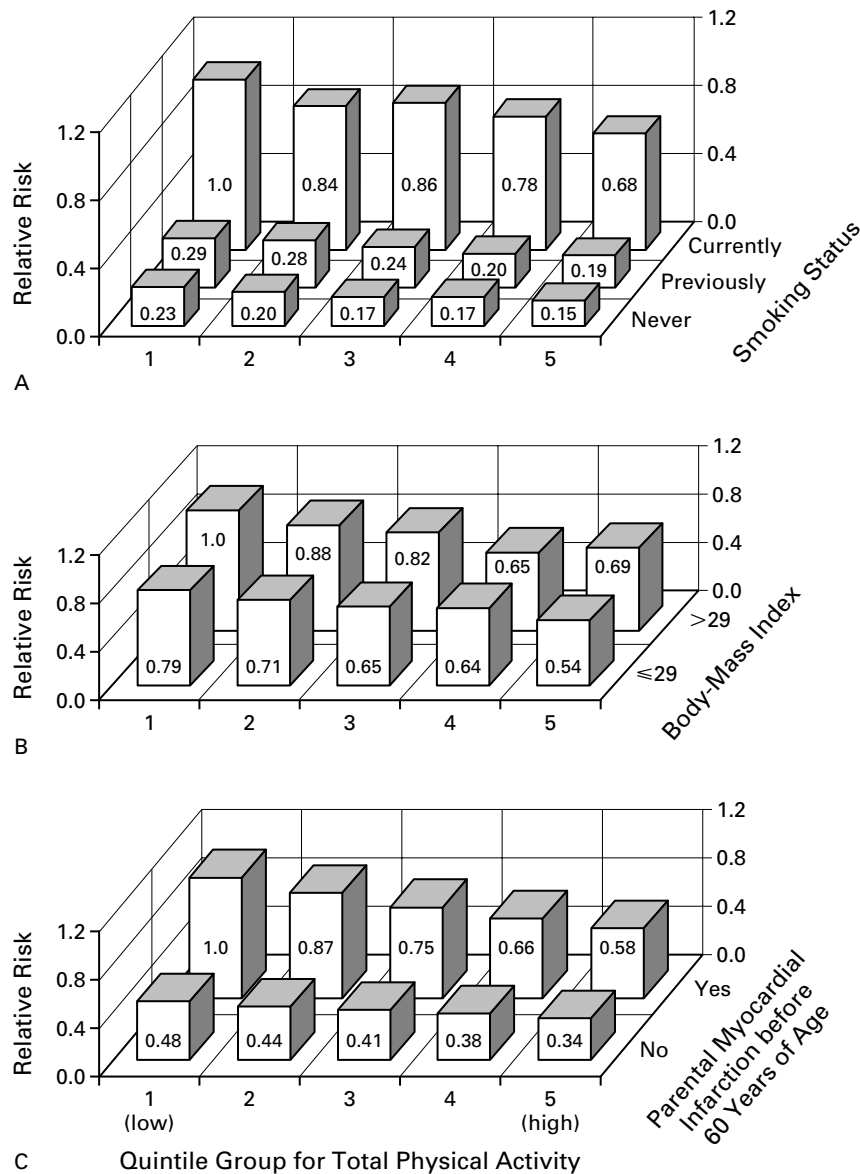 1.2
0.8
0.4
0.0
Relative Risk
1.2
0.8
0.4
0.0
1.0 0.84 0.86 0.78 0.68
0.29 0.28 0.24 0.20 0.19
0.23 0.20 0.17 0.17 0.15
Currently
Previously
Never
Smoking Status
1 2 3 4 5
A
1.2
0.8
0.4
0.0
Relative Risk
1.2
0.8
0.4
0.0
1.0 0.88 0.82 0.65 0.69
0.79 0.71 0.65 0.64 0.54
>29
≤29
Body-Mass Index
1 2 3 4 5
B
1.2
0.8
0.4
0.0
Relative Risk
1.2
0.8
0.4
0.0
1.0 0.87 0.75 0.66 0.58
0.48 0.44 0.41 0.38 0.34
Yes
No
Parental Myocardial
Infarction before
60 Years of Age
1 2 3 4 5
(low) (high)
C Quintile Group for Total Physical Activity